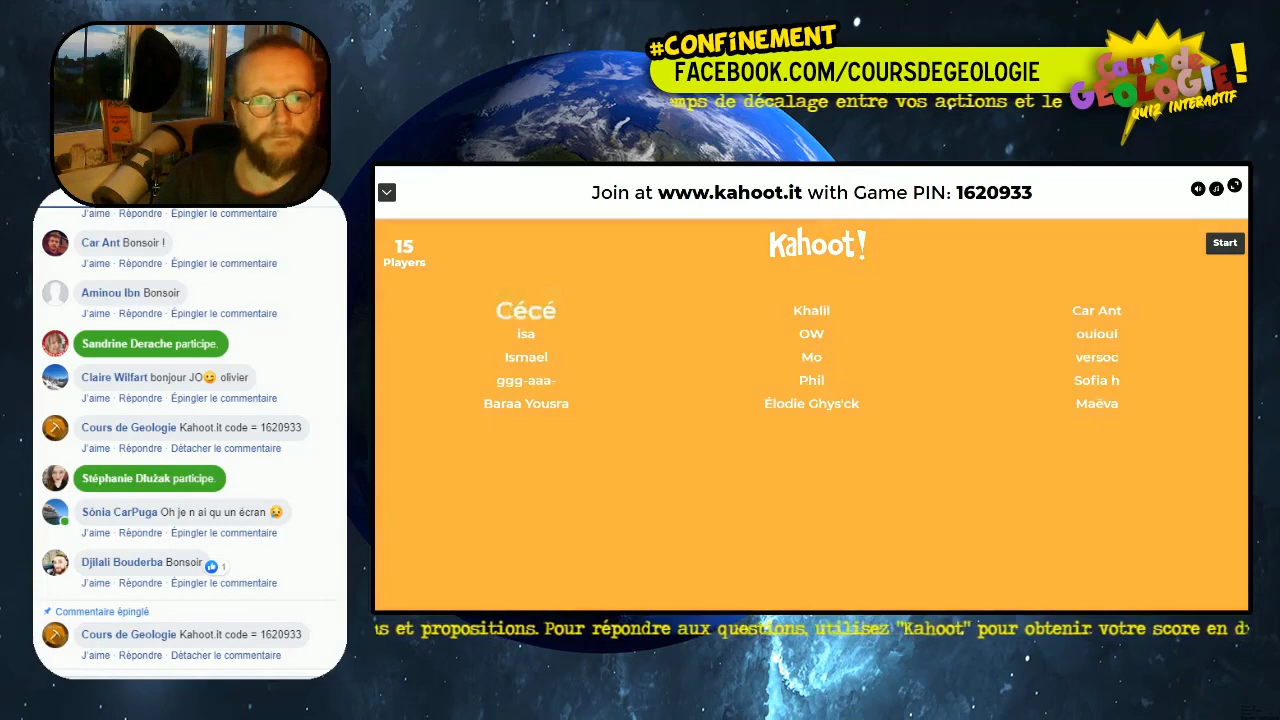 #CONFINEMENT
FACEBOOK.COM/COURSDEGEOLOGIE
Cours de
GEOLOGIE!
QUIZ INTERACTIF
de décalage entre vos actions et le
Join at www.kahoot.it with Game PIN: 1620933
15
Players
Kahoot!
Start
Cécé
Khalil
Car Ant
isa
OW
ouioui
Ismael
Mo
versoc
ggg-aaa-
Phil
Sofia h
Baraa Yousra
Élodie Ghys'ck
Maëva
et propositions. Pour répondre aux questions, utilisez "Kahoot" pour obtenir votre score en
J'aime · Répondre · Épingler le commentaire
Car Ant Bonsoir !
J'aime · Répondre · Épingler le commentaire
Aminou Ibn Bonsoir
J'aime · Répondre · Épingler le commentaire
Sandrine Derache participe.
Claire Wilfart bonjour JO😉 olivier
J'aime · Répondre · Épingler le commentaire
Cours de Geologie Kahoot.it code = 1620933
J'aime · Répondre · Détacher le commentaire
Stéphanie Dlużak participe.
Sónia CarPuga Oh je n ai qu un écran 😥
J'aime · Répondre · Épingler le commentaire
Djilali Bouderba Bonsoir
1
J'aime · Répondre · Épingler le commentaire
Commentaire épinglé
Cours de Geologie Kahoot.it code = 1620933
J'aime · Répondre · Détacher le commentaire